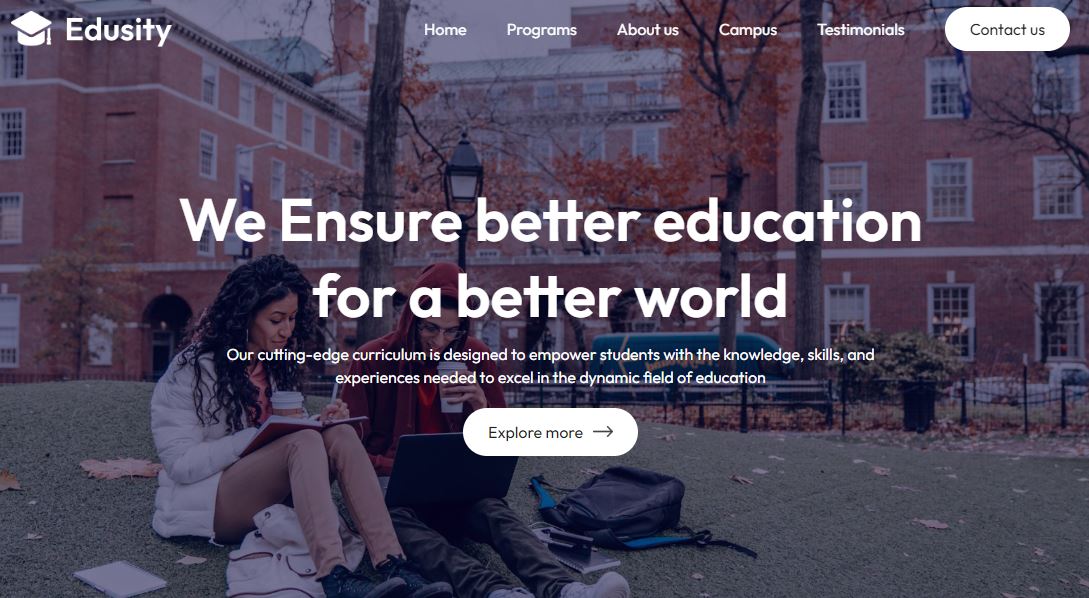 Edusity
Home
Programs
About us
Campus
Testimonials
Contact us
We Ensure better education
for a better world
Our cutting-edge curriculum is designed to empower students with the knowledge, skills, and
experiences needed to excel in the dynamic field of education
Explore more